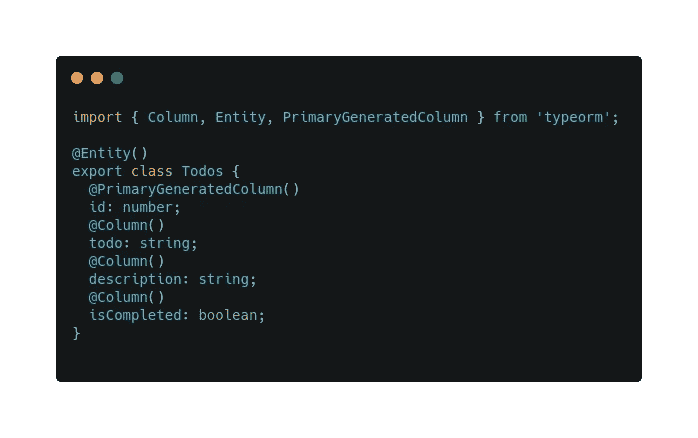 import { Column, Entity, PrimaryGeneratedColumn } from 'typeorm';

@Entity()
export class Todos {
  @PrimaryGeneratedColumn()
  id: number;
  @Column()
  todo: string;
  @Column()
  description: string;
  @Column()
  isCompleted: boolean;
}